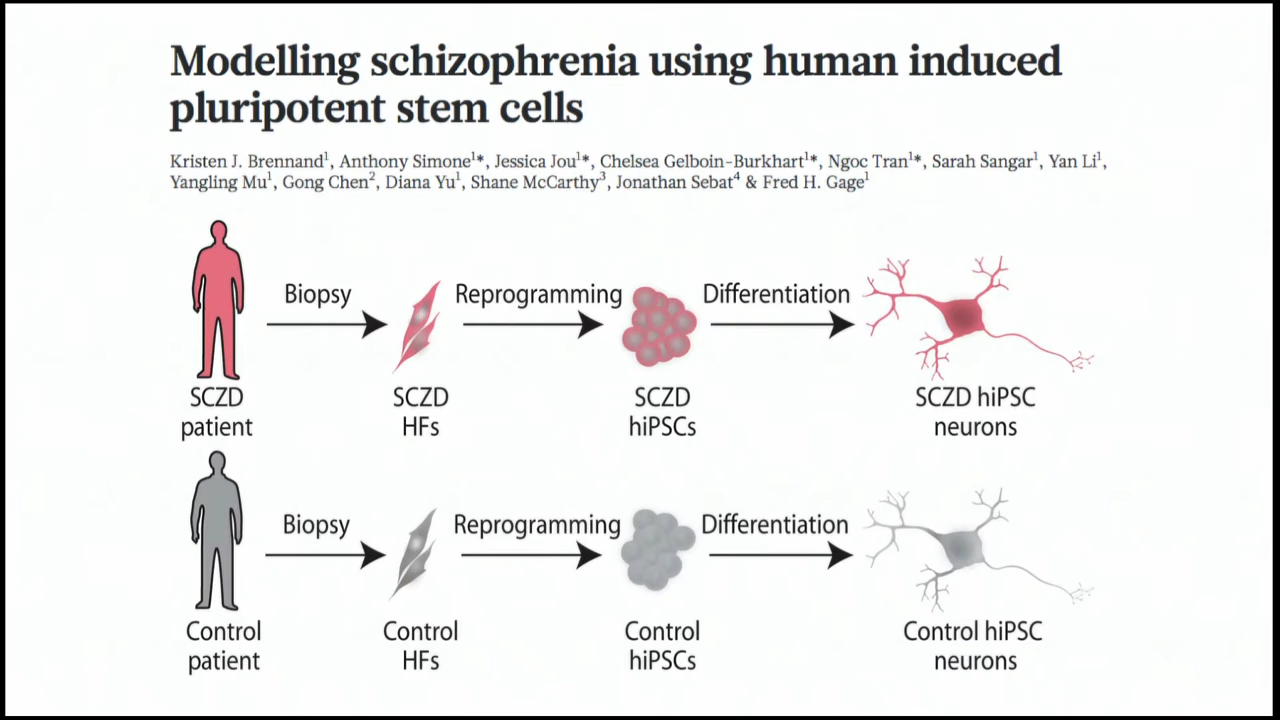 Modelling schizophrenia using human induced
pluripotent stem cells
Kristen J. Brennand¹, Anthony Simone¹*, Jessica Jou¹*, Chelsea Gelboin-Burkhart¹*, Ngoc Tran¹*, Sarah Sangar¹, Yan Li¹,
Yangling Mu¹, Gong Chen², Diana Yu¹, Shane McCarthy³, Jonathan Sebat⁴ & Fred H. Gage¹
Biopsy
Reprogramming
Differentiation
SCZD
patient
SCZD
HFs
SCZD
hiPSCs
SCZD hiPSC
neurons
Biopsy
Reprogramming
Differentiation
Control
patient
Control
HFs
Control
hiPSCs
Control hiPSC
neurons